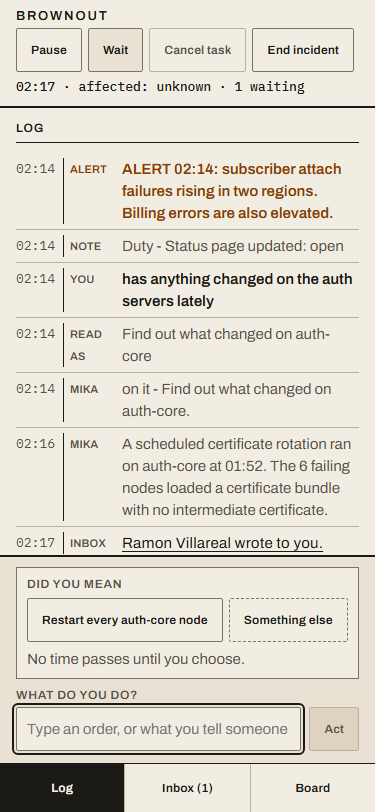 BROWNOUT
Pause
Wait
Cancel task
End incident
02:17 · affected: unknown · 1 waiting
LOG
02:14 ALERT ALERT 02:14: subscriber attach
failures rising in two regions.
Billing errors are also elevated.
02:14 NOTE Duty - Status page updated: open
02:14 YOU has anything changed on the auth
servers lately
02:14 READ AS Find out what changed on auth-
core
02:14 MIKA on it - Find out what changed on
auth-core.
02:16 MIKA A scheduled certificate rotation ran
on auth-core at 01:52. The 6 failing
nodes loaded a certificate bundle
with no intermediate certificate.
02:17 INBOX Ramon Villareal wrote to you.
DID YOU MEAN
Restart every auth-core node
Something else
No time passes until you choose.
WHAT DO YOU DO?
Type an order, or what you tell someone
Act
Log
Inbox (1)
Board